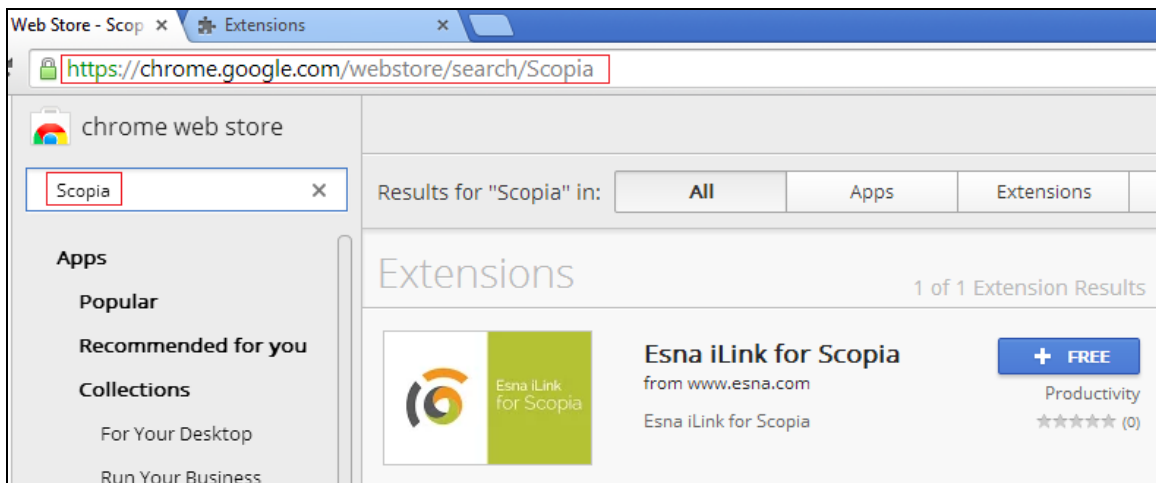 Web Store - Scop ×
Extensions ×
https://chrome.google.com/webstore/search/Scopia
chrome web store
Scopia ×
Results for "Scopia" in: All Apps Extensions
Apps
Popular
Recommended for you
Collections
For Your Desktop
Run Your Business
Extensions
1 of 1 Extension Results
Esna iLink
for Scopia
Esna iLink for Scopia
from www.esna.com
Esna iLink for Scopia
+ FREE
Productivity
(0)